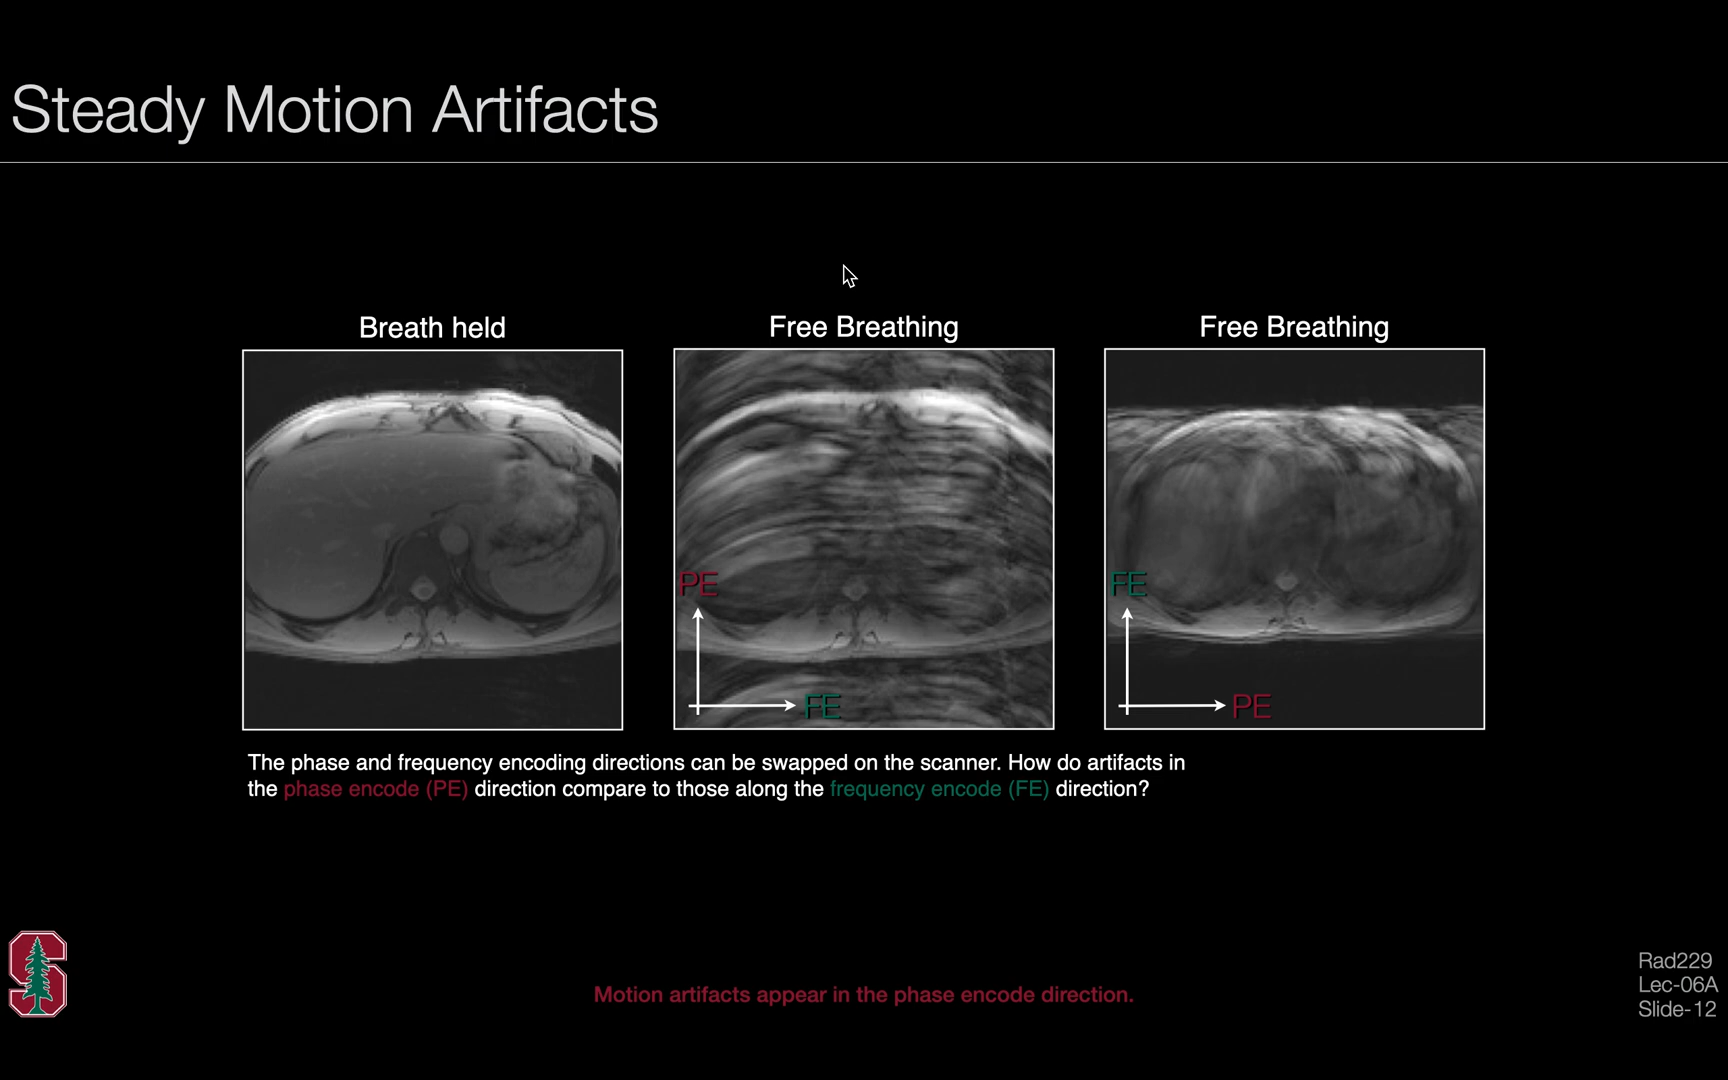 Steady Motion Artifacts
Breath held
Free Breathing
Free Breathing
PE
FE
FE
PE
The phase and frequency encoding directions can be swapped on the scanner. How do artifacts in
the phase encode (PE) direction compare to those along the frequency encode (FE) direction?
Motion artifacts appear in the phase encode direction.
Rad229
Lec-06A
Slide-12